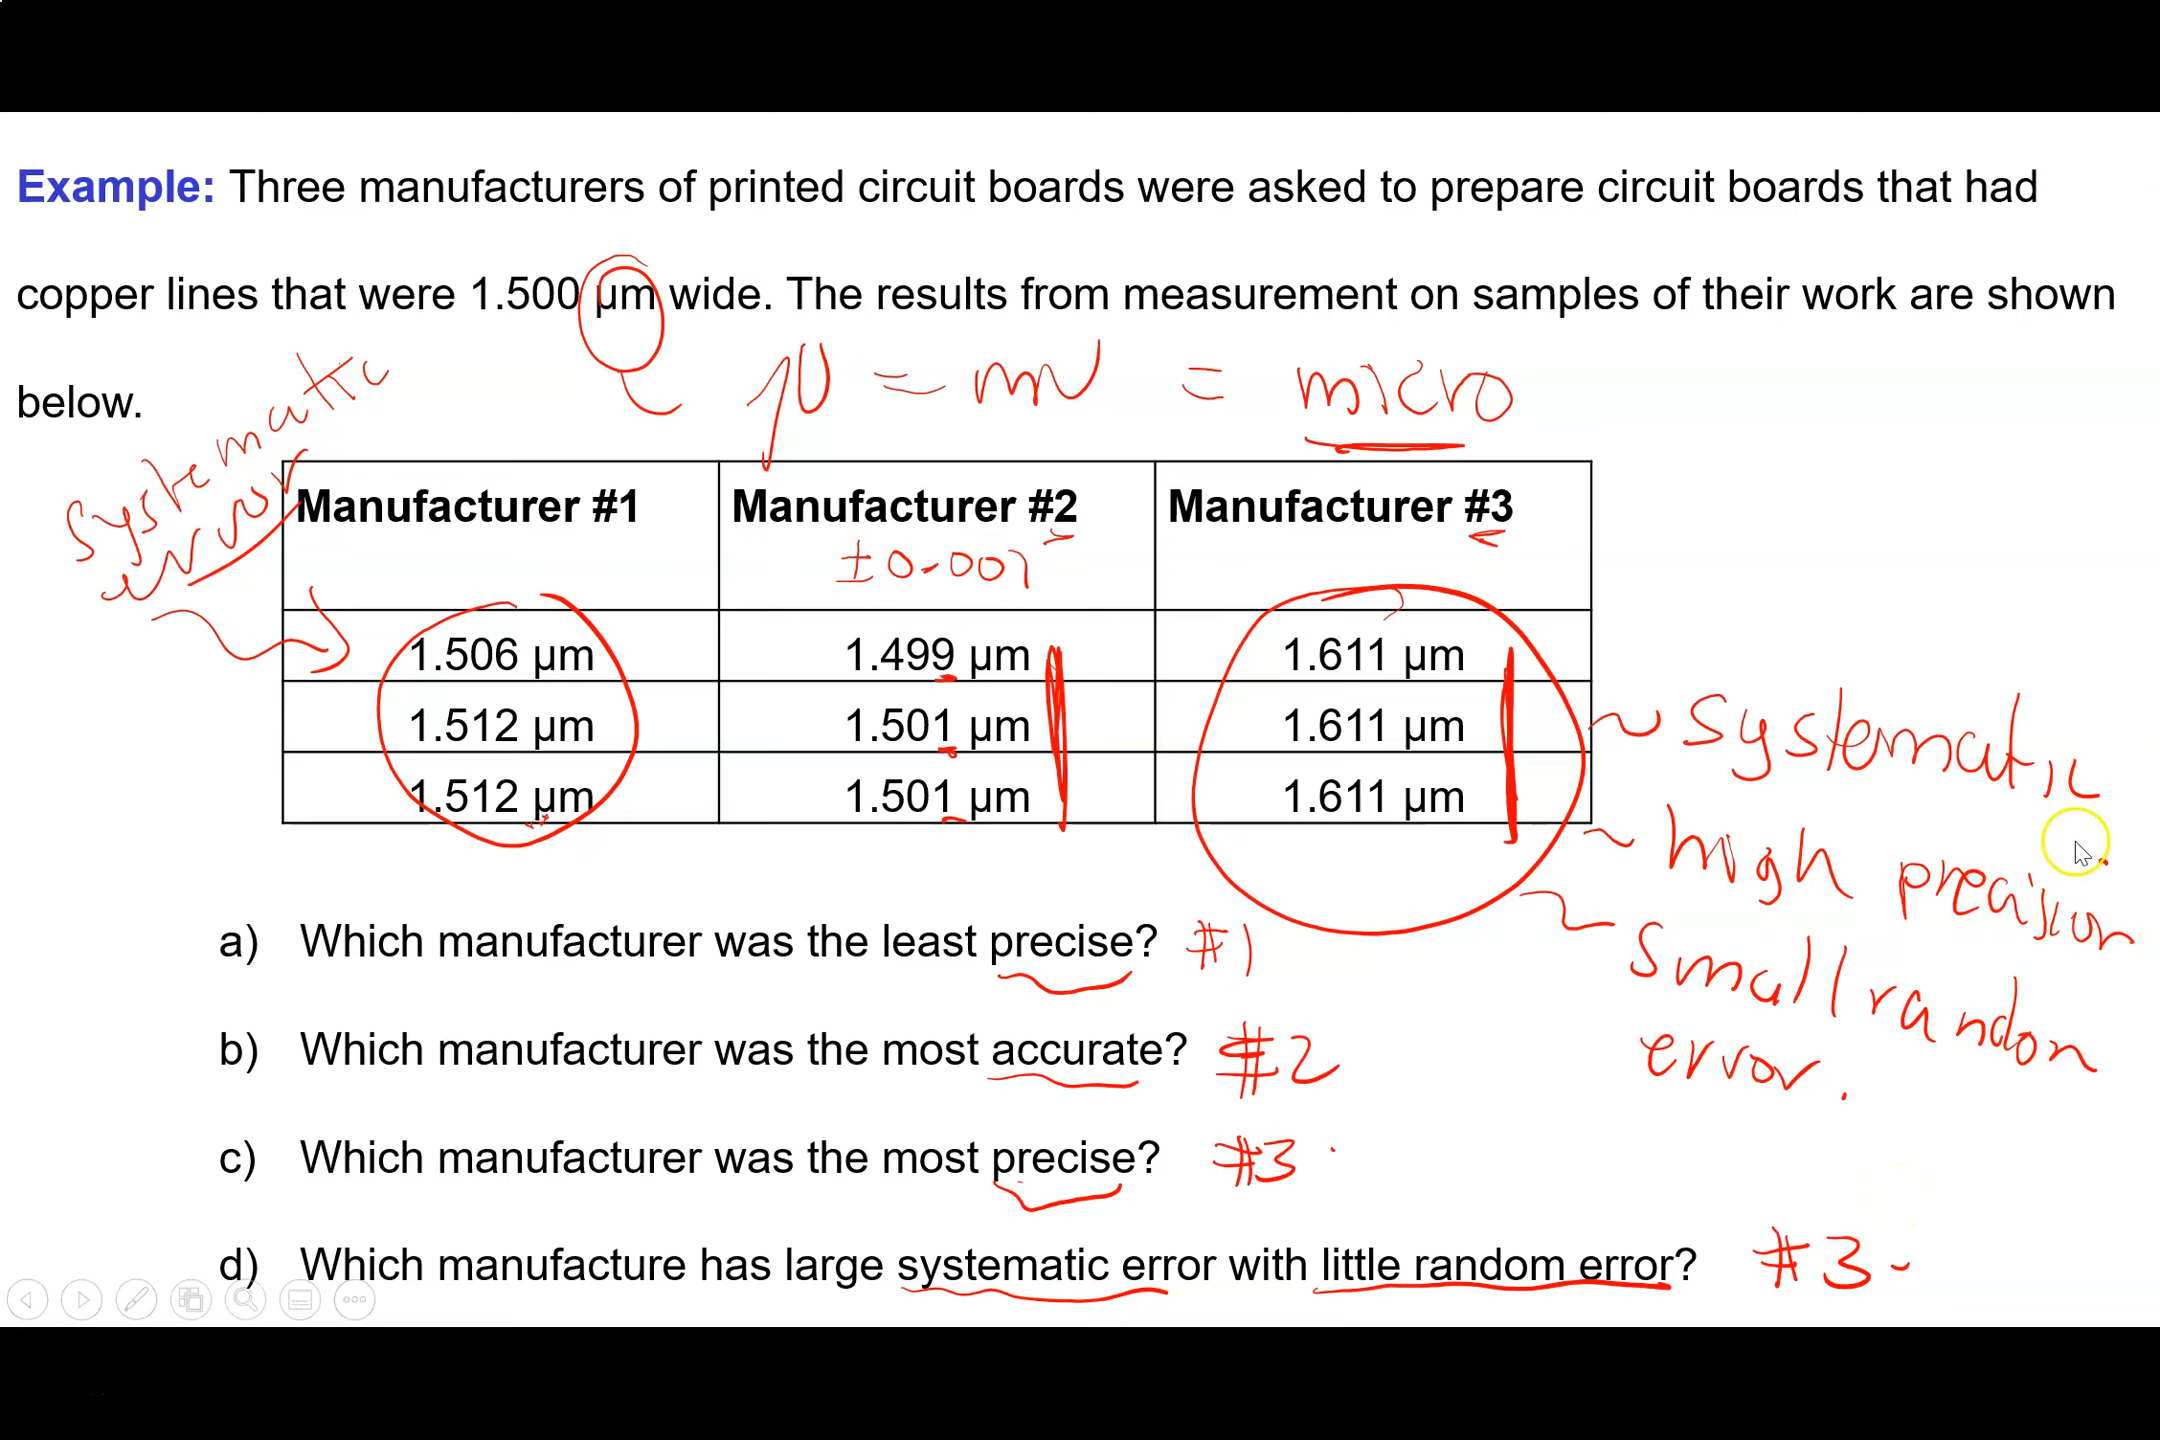 Example: Three manufacturers of printed circuit boards were asked to prepare circuit boards that had
copper lines that were 1.500 µm wide. The results from measurement on samples of their work are shown
below.
µ = mu = micro
systematic
error
Manufacturer #1 Manufacturer #2 Manufacturer #3
±0.001
1.506 µm 1.499 µm 1.611 µm
1.512 µm 1.501 µm 1.611 µm
1.512 µm 1.501 µm 1.611 µm
~ systematic
~ high precision
~ small random
error.
a) Which manufacturer was the least precise? #1
b) Which manufacturer was the most accurate? #2
c) Which manufacturer was the most precise? #3
d) Which manufacture has large systematic error with little random error? #3